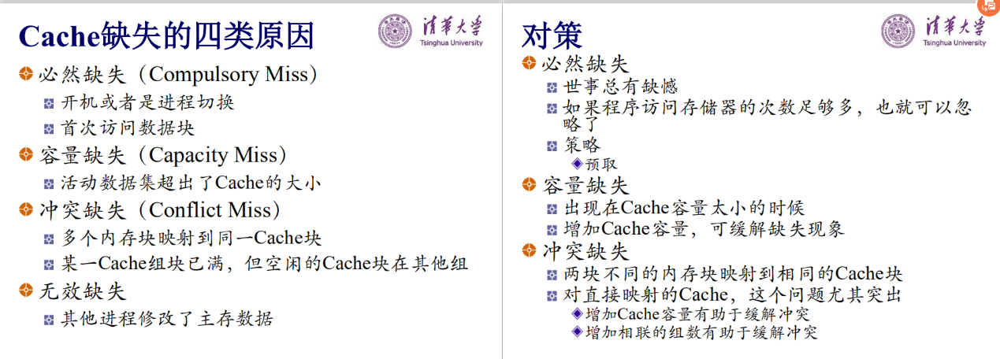 Cache缺失的四类原因
清华大学
Tsinghua University
必然缺失（Compulsory Miss）
开机或者是进程切换
首次访问数据块
容量缺失（Capacity Miss）
活动数据集超出了Cache的大小
冲突缺失（Conflict Miss）
多个内存块映射到同一Cache块
某一Cache组块已满，但空闲的Cache块在其他组
无效缺失
其他进程修改了主存数据
对策
清华大学
Tsinghua University
必然缺失
世事总有缺憾
如果程序访问存储器的次数足够多，也就可以忽
略了
策略
预取
容量缺失
出现在Cache容量太小的时候
增加Cache容量，可缓解缺失现象
冲突缺失
两块不同的内存块映射到相同的Cache块
对直接映射的Cache，这个问题尤其突出
增加Cache容量有助于缓解冲突
增加相联的组数有助于缓解冲突